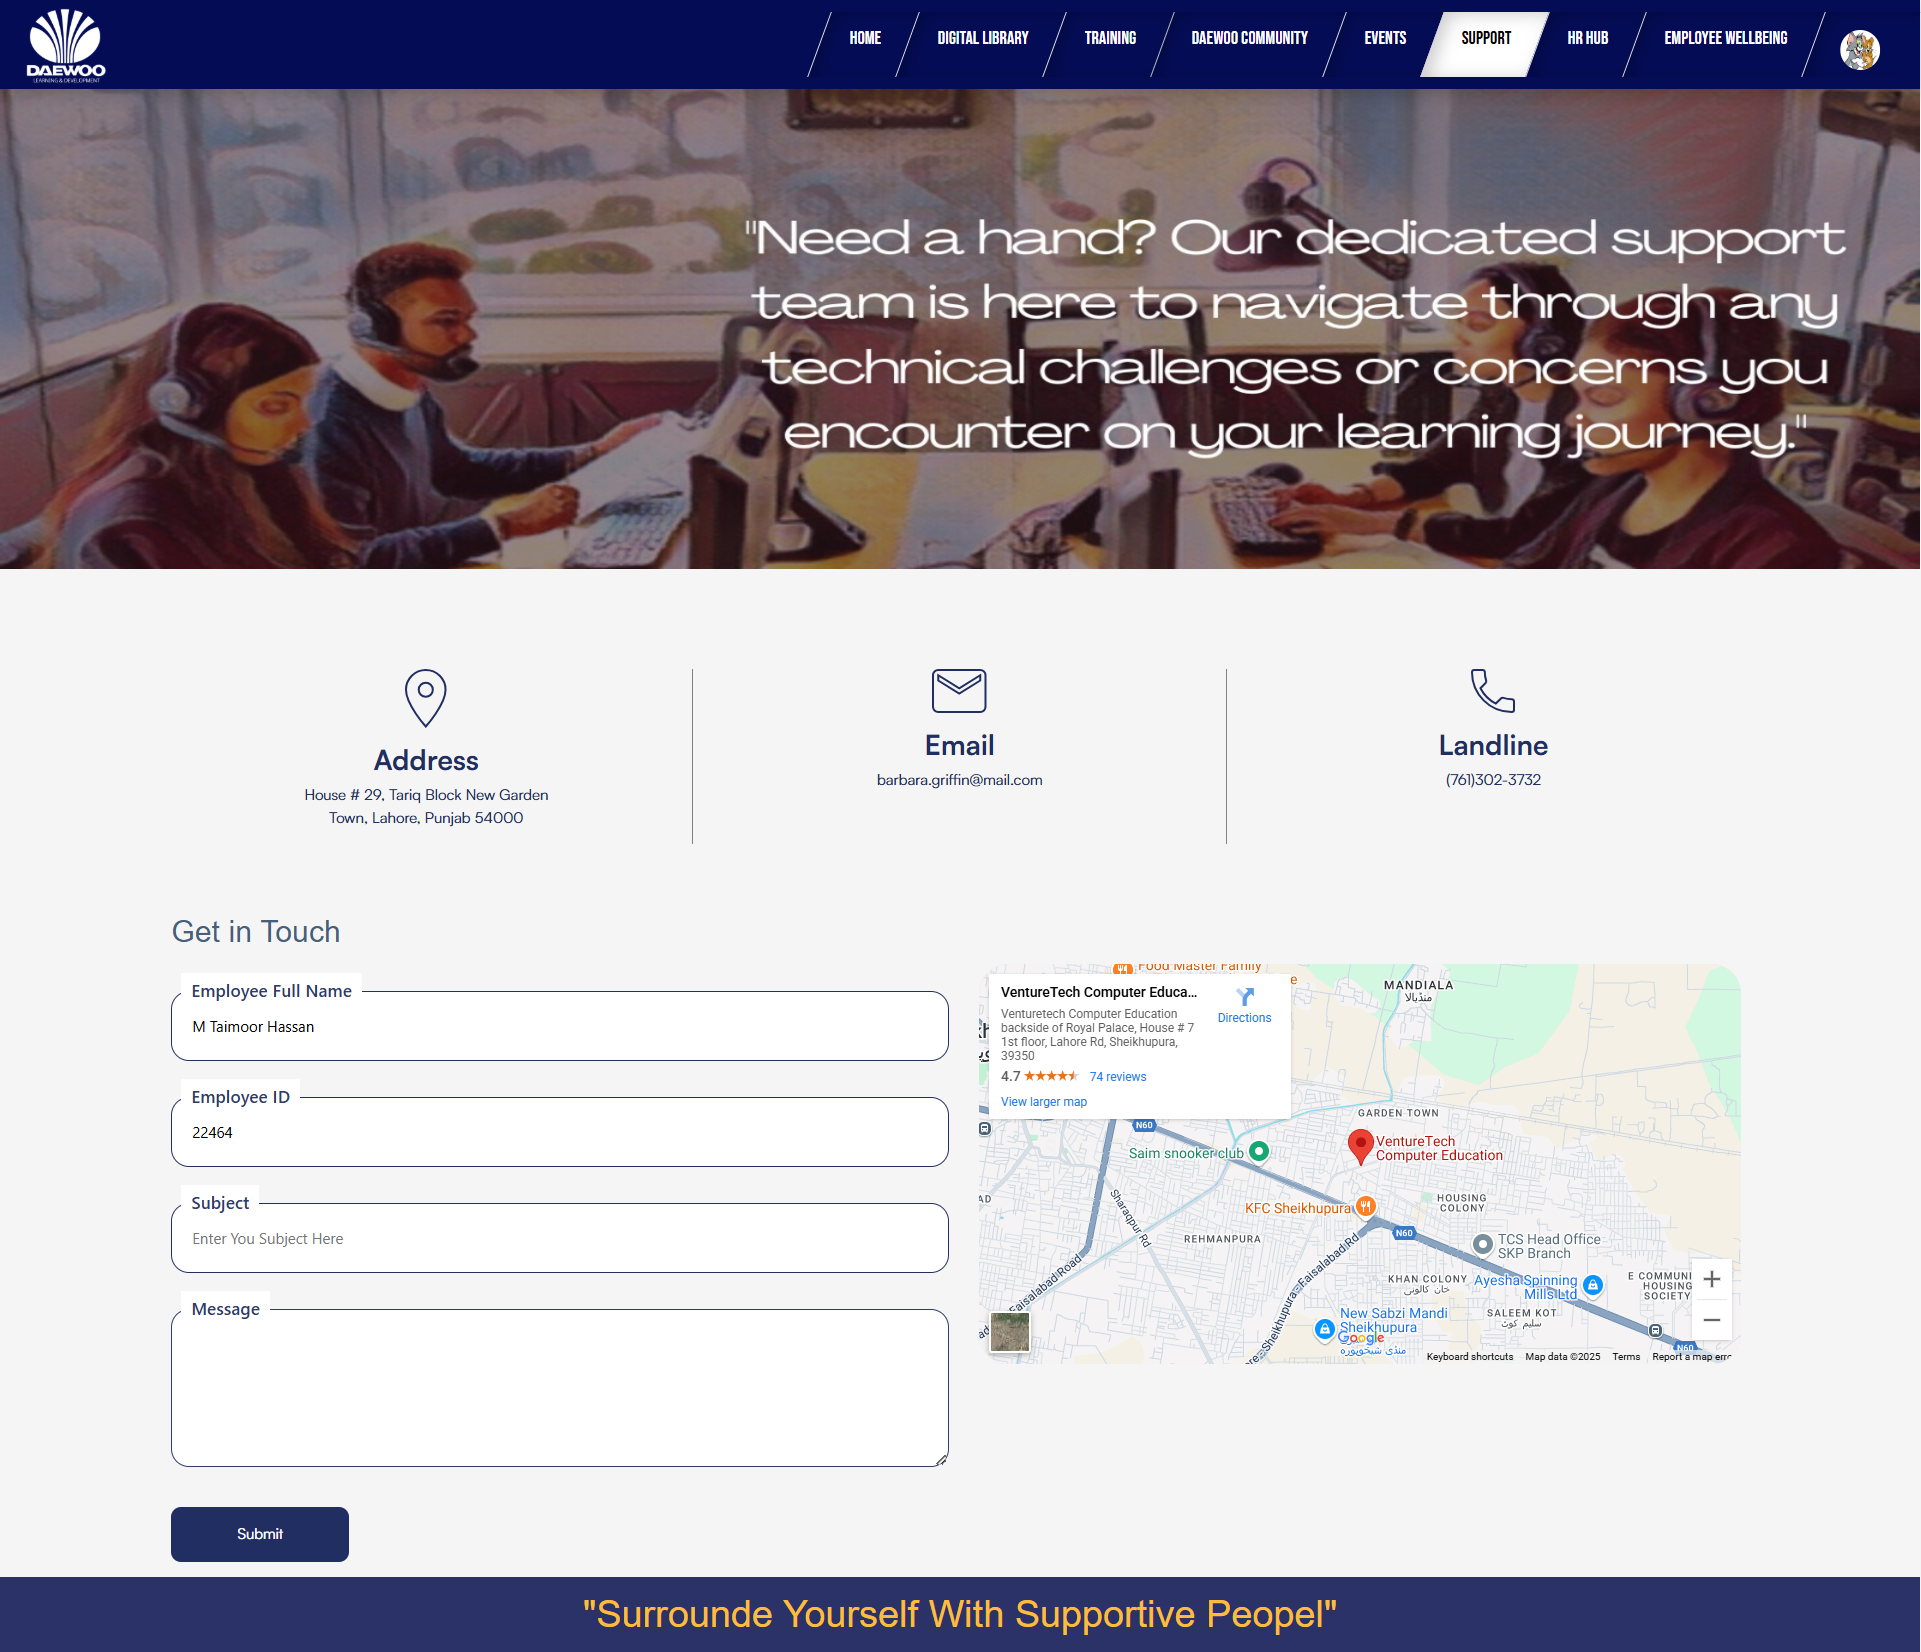 DAEWOO
LEARNING & DEVELOPMENT
HOME
DIGITAL LIBRARY
TRAINING
DAEWOO COMMUNITY
EVENTS
SUPPORT
HR HUB
EMPLOYEE WELLBEING
"Need a hand? Our dedicated support
team is here to navigate through any
technical challenges or concerns you
encounter on your learning journey."
Address
House # 29, Tariq Block New Garden
Town, Lahore, Punjab 54000
Email
barbara.griffin@mail.com
Landline
(761)302-3732
Get in Touch
Employee Full Name
M Taimoor Hassan
Employee ID
22464
Subject
Enter You Subject Here
Message
Submit
Food Master Family
VentureTech Computer Educa...
Directions
Venturetech Computer Education
backside of Royal Palace, House # 7
1st floor, Lahore Rd, Sheikhupura,
39350
4.7
74 reviews
View larger map
MANDIALA
منڈیالا
GARDEN TOWN
N60
Saim snooker club
VentureTech
Computer Education
Sharaqpur Rd
KFC Sheikhupura
HOUSING
COLONY
REHMANPURA
N60
TCS Head Office
SKP Branch
Faisalabad Road
Sheikhupura - Faisalabad Rd
KHAN COLONY
خان کالونی
Ayesha Spinning
Mills Ltd
E COMMUNI
HOUSING
SOCIETY
SALEEM KOT
سلیم کوٹ
New Sabzi Mandi
Sheikhupura
Google
منڈی شیخوپورہ
N60
Keyboard shortcuts
Map data ©2025
Terms
Report a map erro
"Surrounde Yourself With Supportive Peopel"